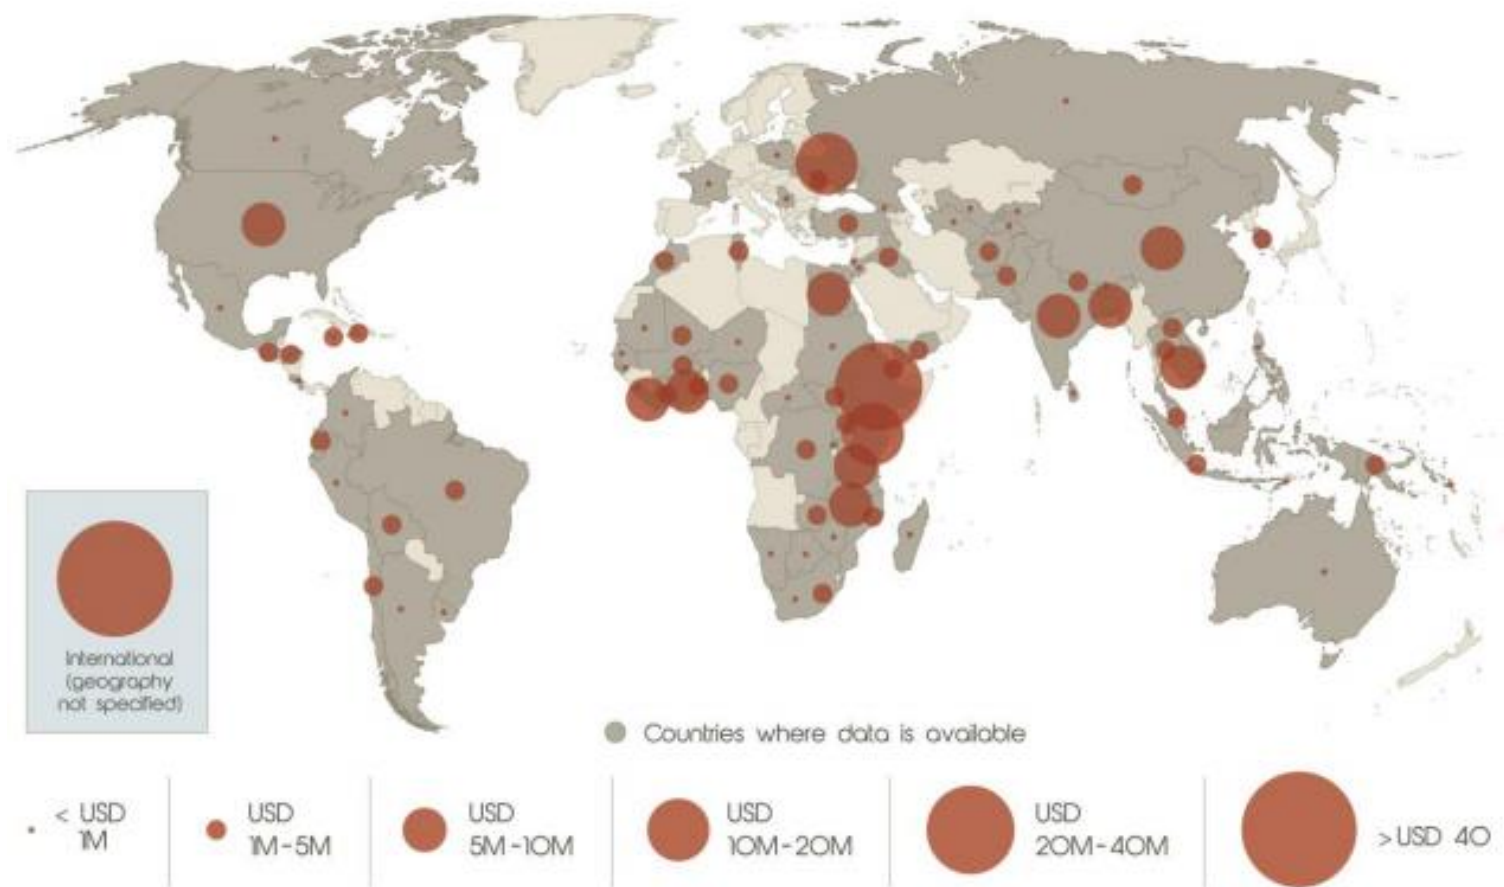 International
(geography
not specified)
Countries where data is available
< USD
1M
USD
1M-5M
USD
5M-10M
USD
10M-20M
USD
20M-40M
> USD 40